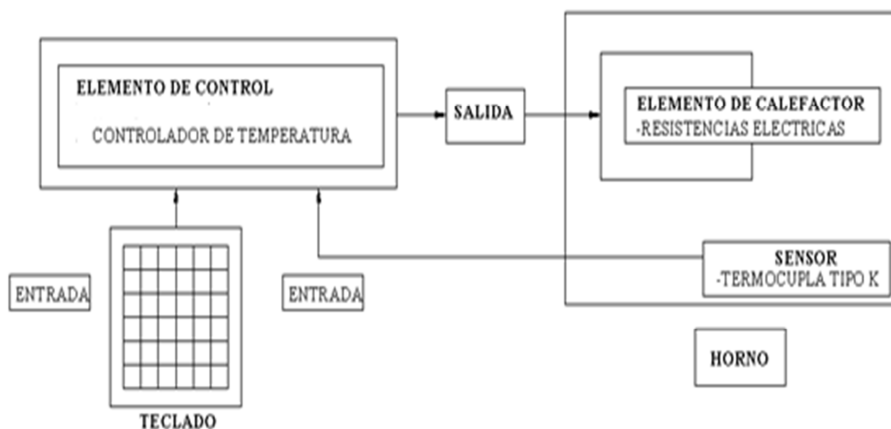 ELEMENTO DE CONTROL
CONTROLADOR DE TEMPERATURA
SALIDA
ELEMENTO DE CALEFACTOR
-RESISTENCIAS ELECTRICAS
SENSOR
-TERMOCUPLA TIPO K
ENTRADA
ENTRADA
HORNO
TECLADO